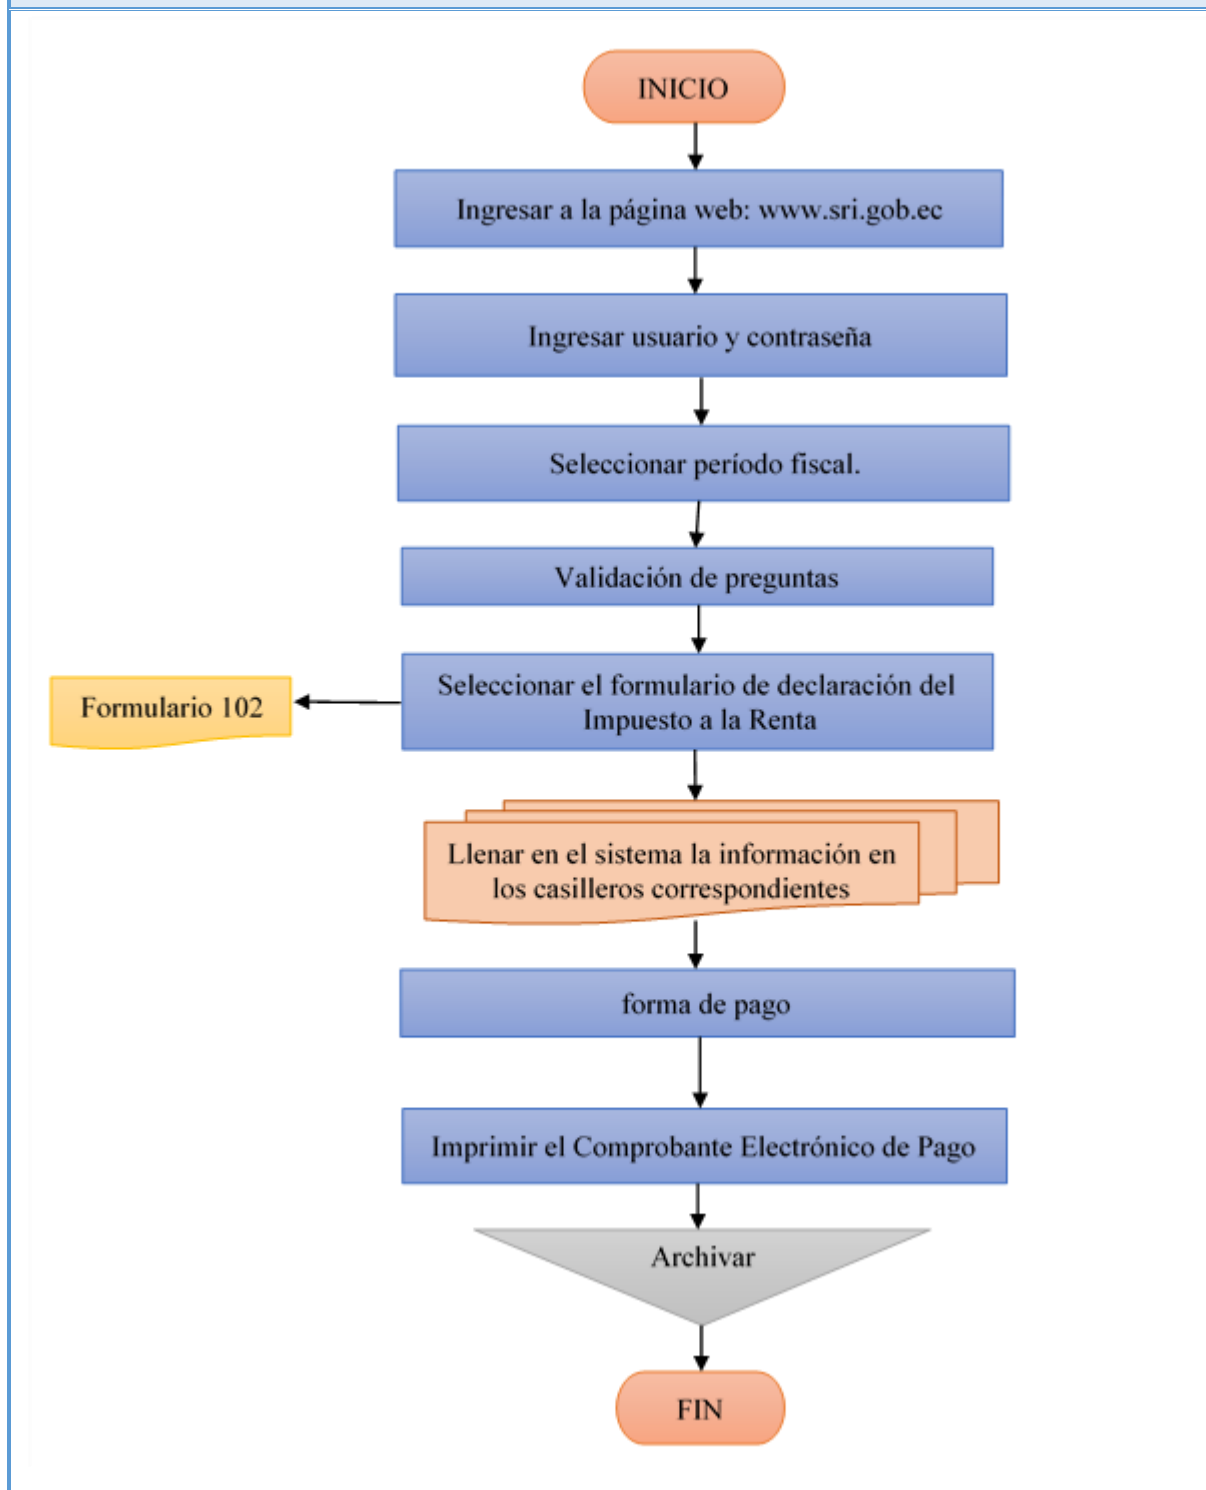 INICIO
Ingresar a la página web: www.sri.gob.ec
Ingresar usuario y contraseña
Seleccionar período fiscal.
Validación de preguntas
Seleccionar el formulario de declaración del
Impuesto a la Renta
Formulario 102
Llenar en el sistema la información en
los casilleros correspondientes
forma de pago
Imprimir el Comprobante Electrónico de Pago
Archivar
FIN